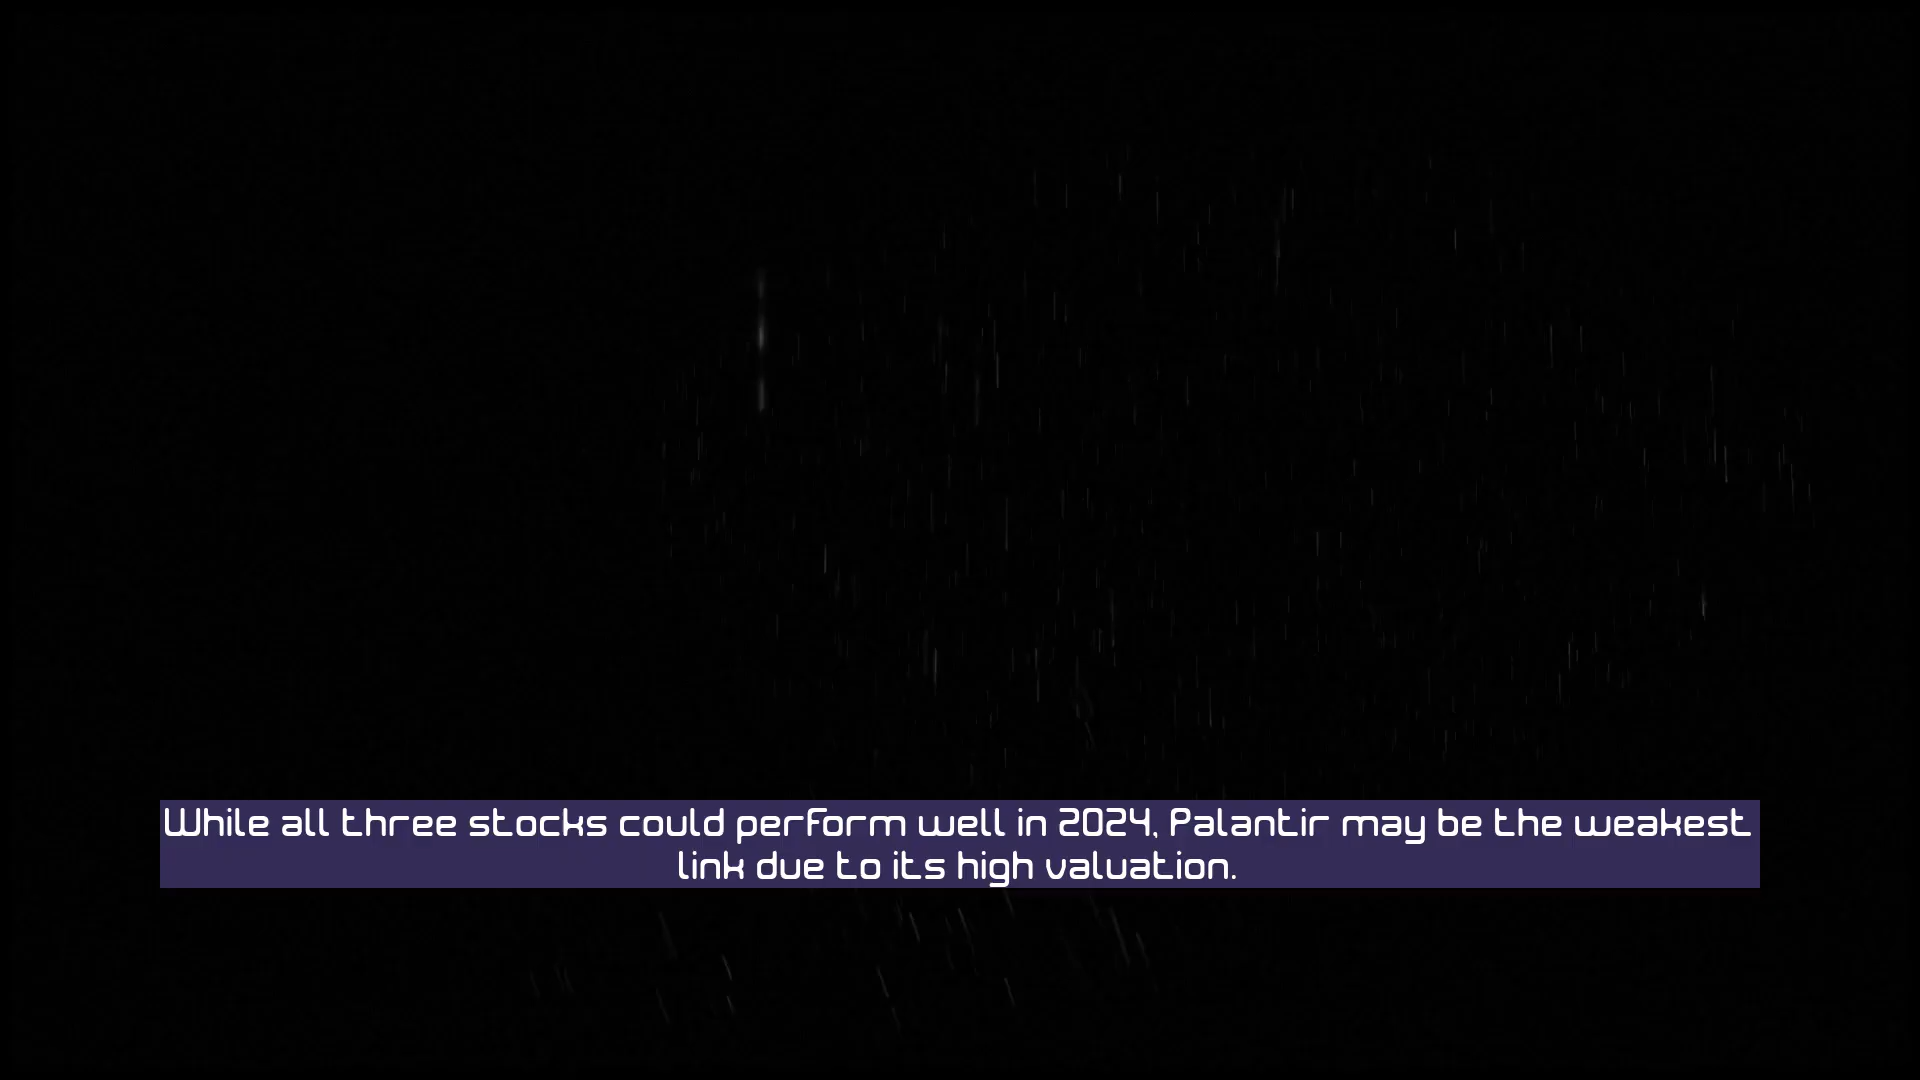 While all three stocks could perform well in 2024, Palantir may be the weakest
link due to its high valuation.